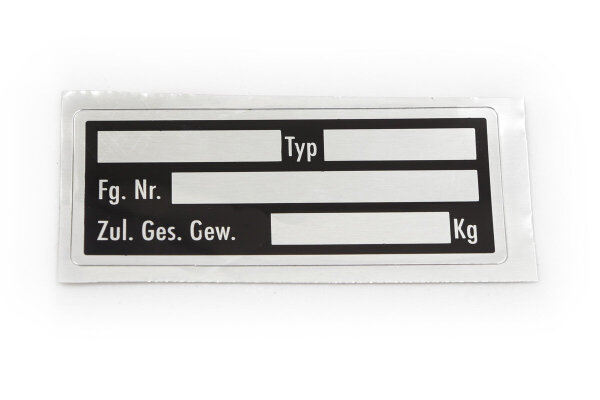 Typ
Fg. Nr.
Zul. Ges. Gew. Kg